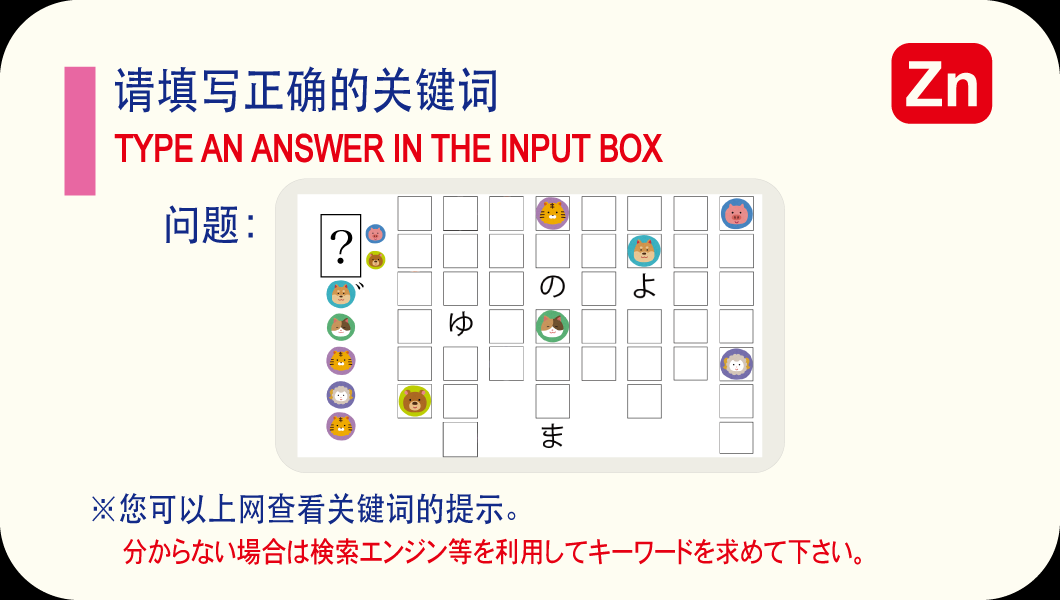 请填写正确的关键词
Zn
TYPE AN ANSWER IN THE INPUT BOX
问题：
?
゛
の
よ
ゆ
ま
※您可以上网查看关键词的提示。
分からない場合は検索エンジン等を利用してキーワードを求めて下さい。